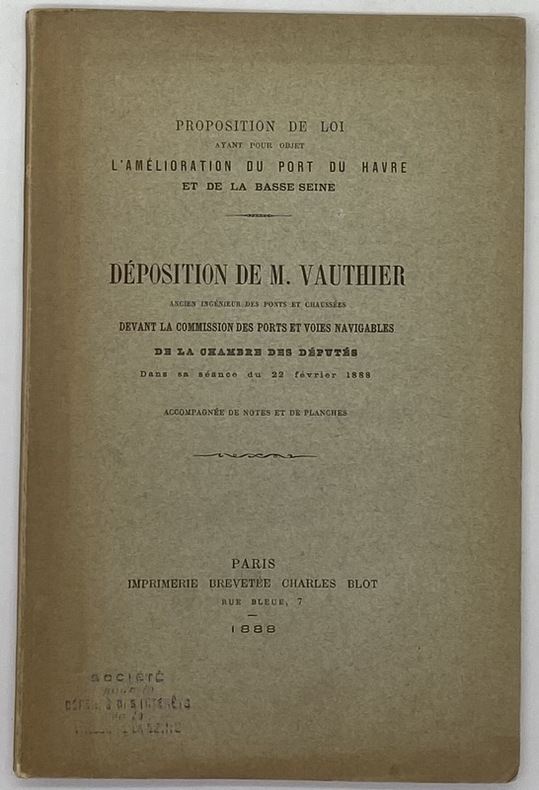 PROPOSITION DE LOI
AYANT POUR OBJET
L'AMÉLIORATION DU PORT DU HAVRE
ET DE LA BASSE SEINE
DÉPOSITION DE M. VAUTHIER
ANCIEN INGÉNIEUR DES PONTS ET CHAUSSÉES
DEVANT LA COMMISSION DES PORTS ET VOIES NAVIGABLES
DE LA CHAMBRE DES DÉPUTÉS
Dans sa séance du 22 février 1888
ACCOMPAGNÉE DE NOTES ET DE PLANCHES
PARIS
IMPRIMERIE BREVETÉE CHARLES BLOT
RUE BLEUE, 7
1888
SOCIÉTÉ
INTÉRÊTS
SEINE